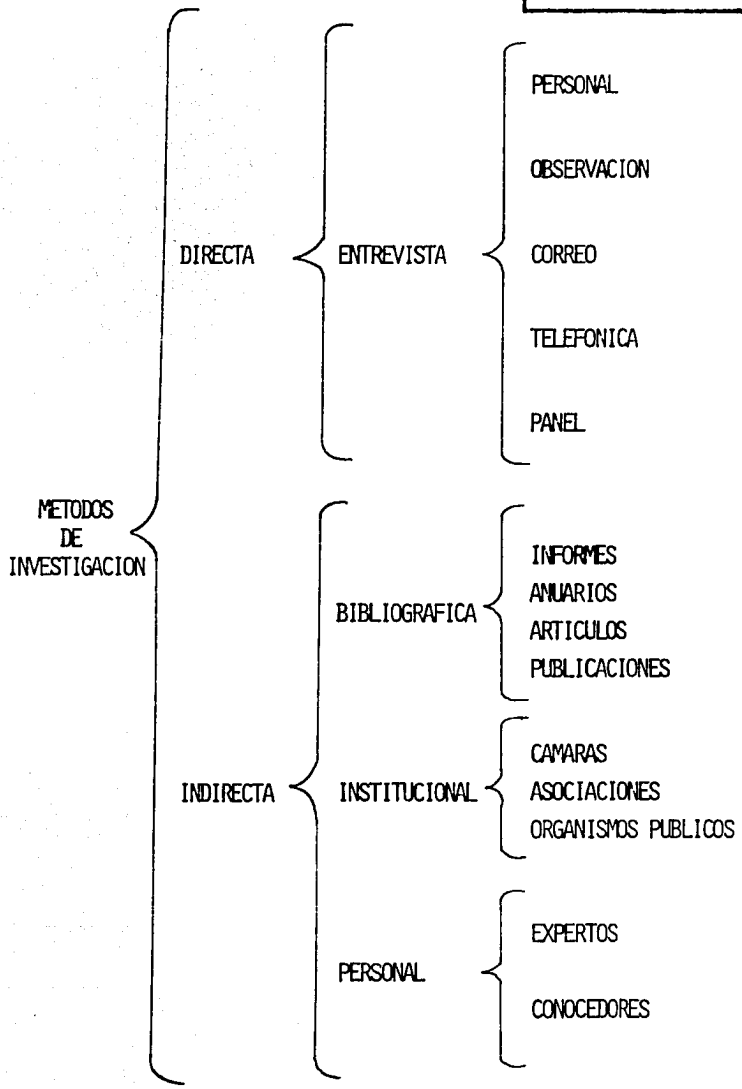 METODOS
DE
INVESTIGACION
DIRECTA
ENTREVISTA
PERSONAL
OBSERVACION
CORREO
TELEFONICA
PANEL
INDIRECTA
BIBLIOGRAFICA
INFORMES
ANUARIOS
ARTICULOS
PUBLICACIONES
INSTITUCIONAL
CAMARAS
ASOCIACIONES
ORGANISMOS PUBLICOS
PERSONAL
EXPERTOS
CONOCEDORES